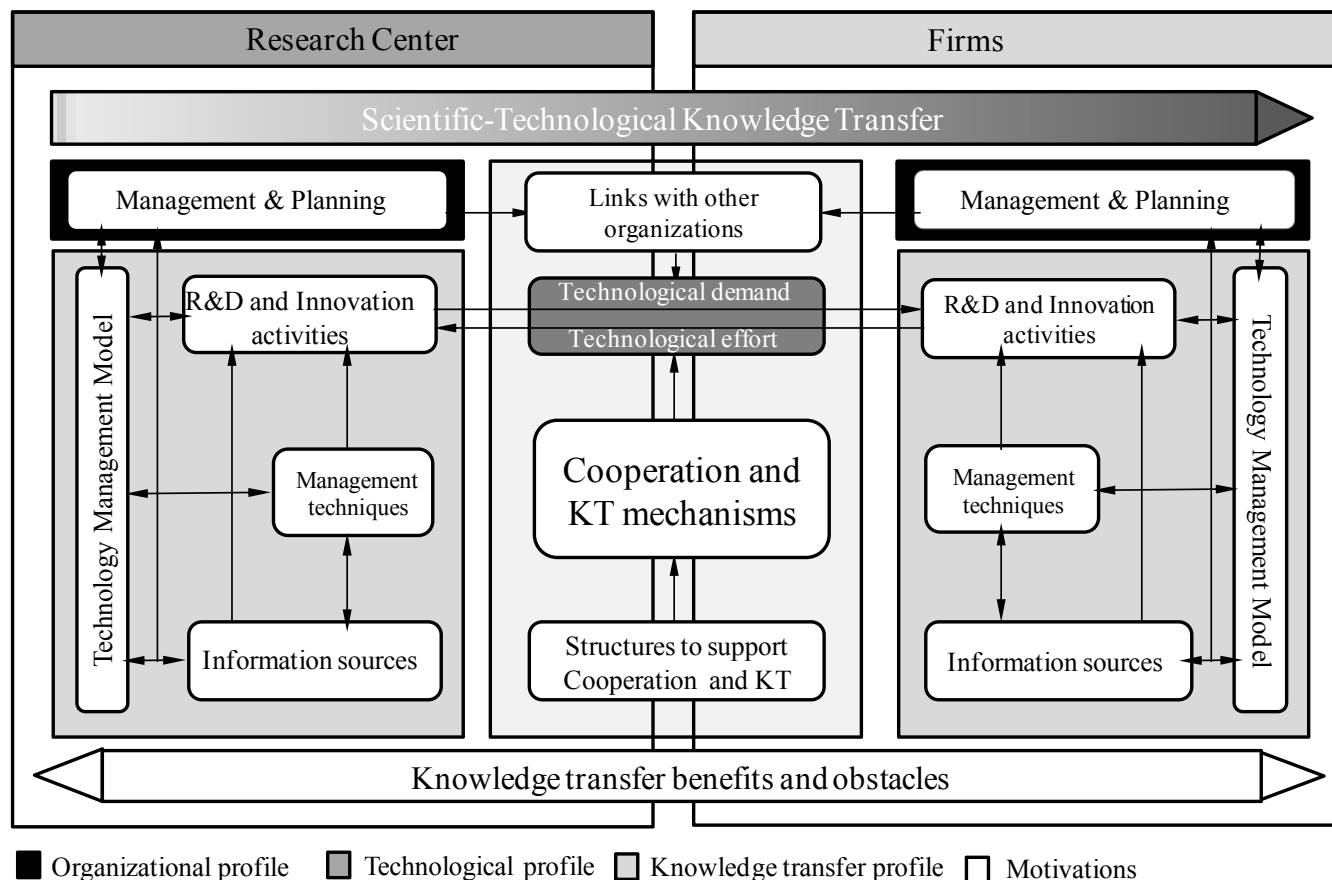 Research Center
Firms
Scientific-Technological Knowledge Transfer
Management & Planning
Links with other
organizations
Management & Planning
Technology Management Model
R&D and Innovation
activities
Technological demand
Technological effort
R&D and Innovation
activities
Technology Management Model
Management
techniques
Cooperation and
KT mechanisms
Management
techniques
Information sources
Structures to support
Cooperation and KT
Information sources
Knowledge transfer benefits and obstacles
Organizational profile
Technological profile
Knowledge transfer profile
Motivations